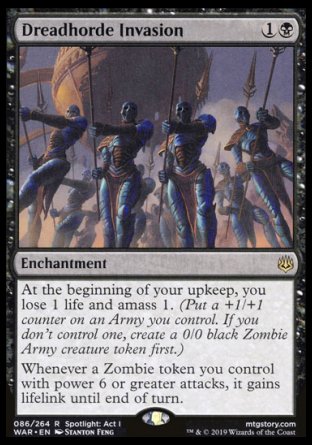 Dreadhorde Invasion 1
Enchantment
At the beginning of your upkeep, you
lose 1 life and amass 1. (Put a +1/+1
counter on an Army you control. If you
don't control one, create a 0/0 black Zombie
Army creature token first.)
Whenever a Zombie token you control
with power 6 or greater attacks, it gains
lifelink until end of turn.
086/264 R Spotlight: Act I
mtgstory.com
WAR • EN Stanton Feng
™ & © 2019 Wizards of the Coast